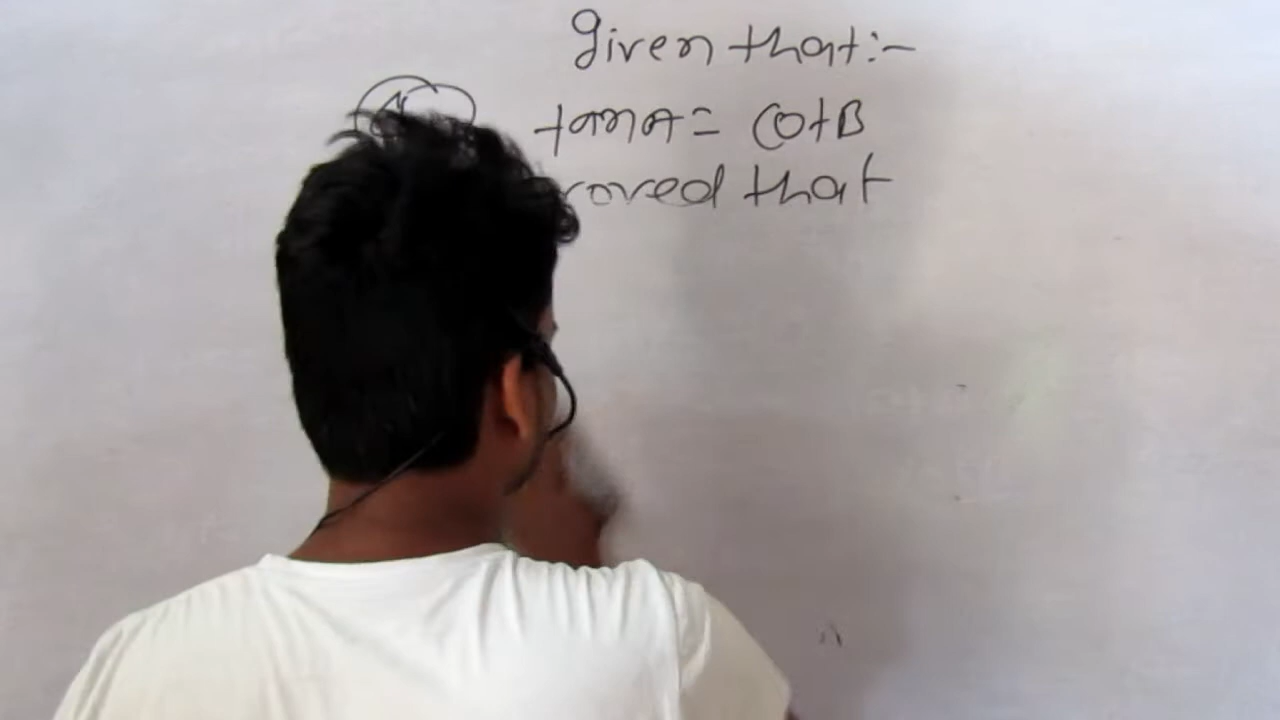 Given that:-
tanA = cotB
roved that